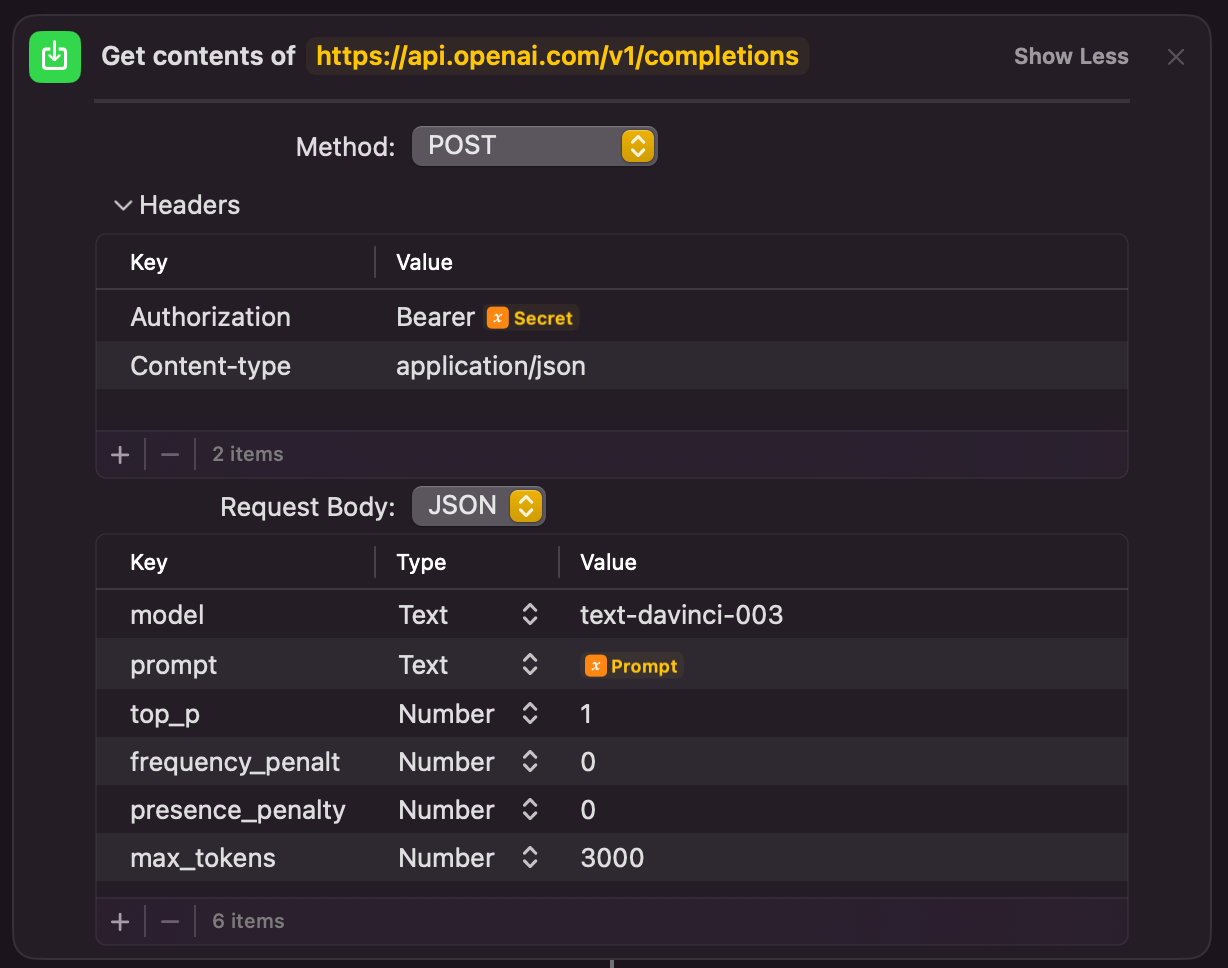 Get contents of https://api.openai.com/v1/completions Show Less
Method: POST
Headers
Key Value
Authorization Bearer Secret
Content-type application/json
2 items
Request Body: JSON
Key Type Value
model Text text-davinci-003
prompt Text Prompt
top_p Number 1
frequency_penalt Number 0
presence_penalty Number 0
max_tokens Number 3000
6 items